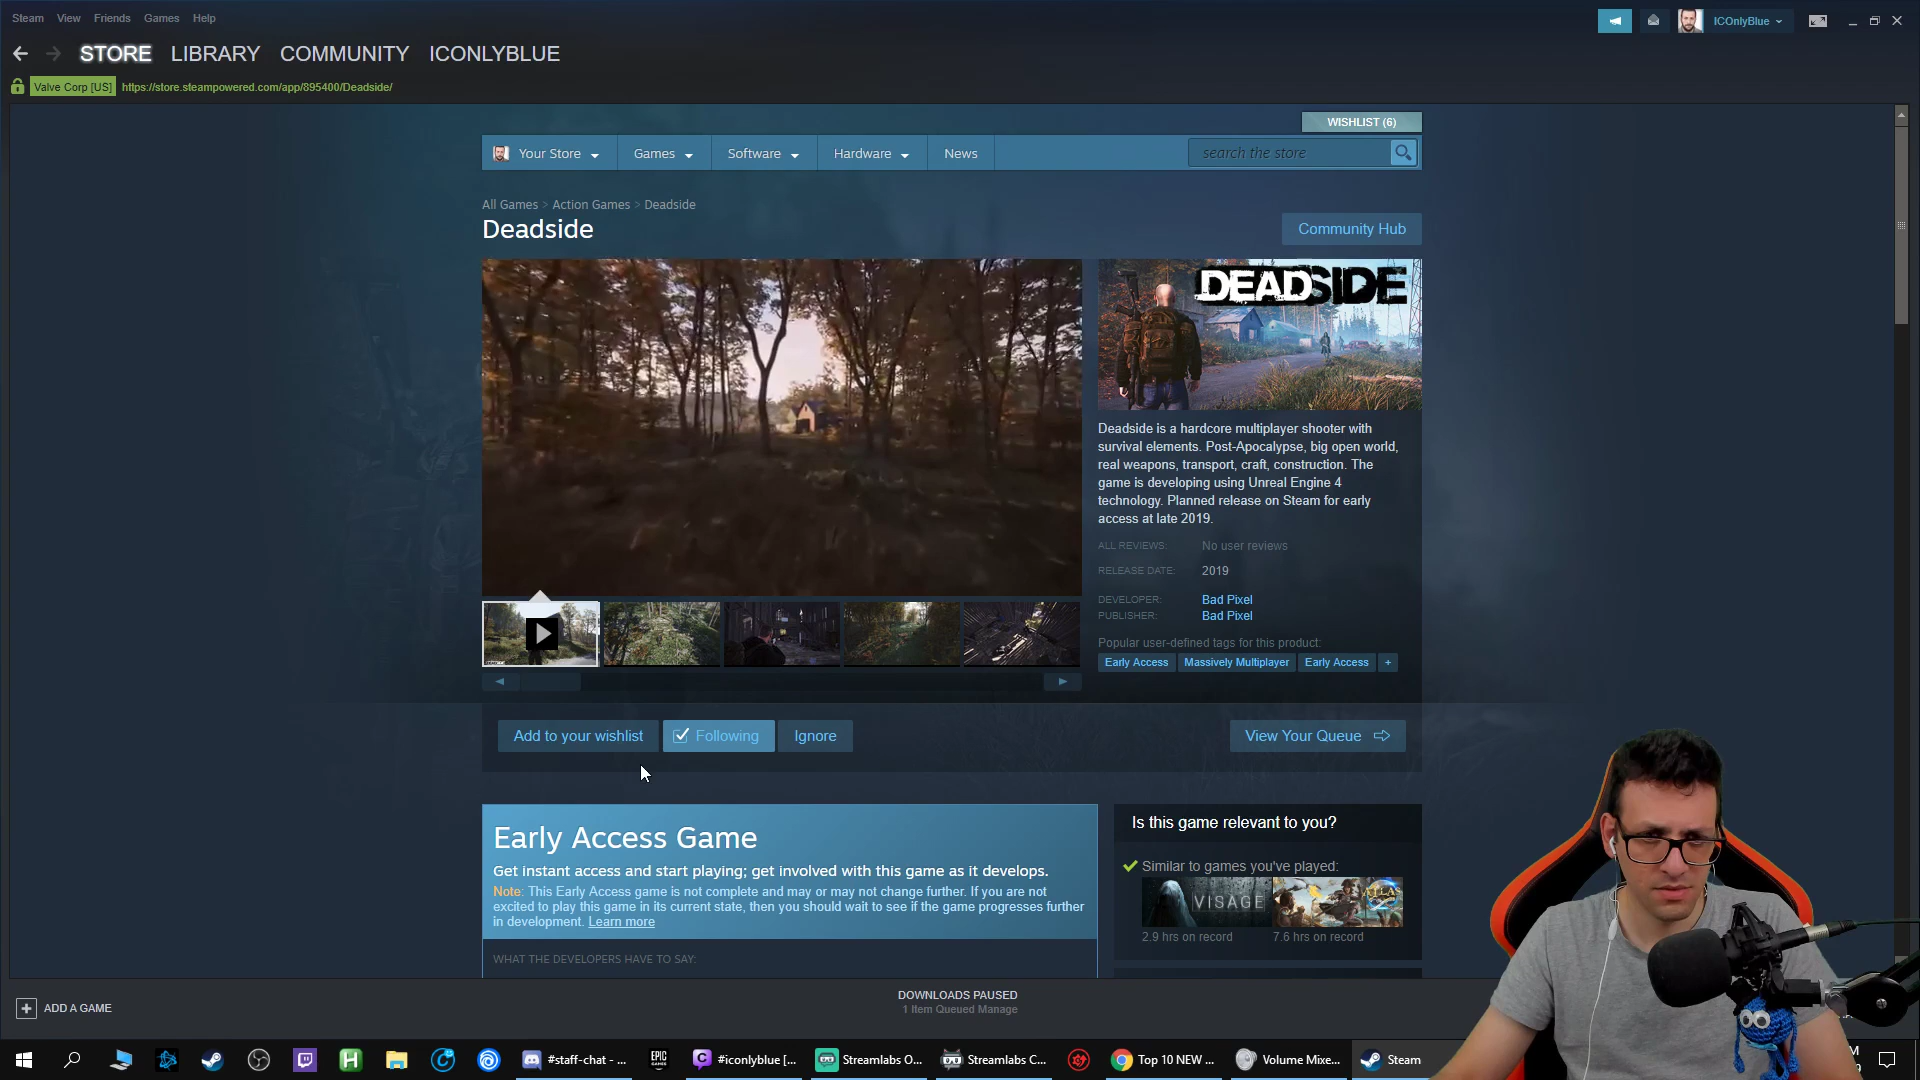 Steam View Friends Games Help
ICOnlyBlue
STORE LIBRARY COMMUNITY ICONLYBLUE
Valve Corp [US] https://store.steampowered.com/app/895400/Deadside/
WISHLIST (6)
Your Store Games Software Hardware News search the store
All Games > Action Games > Deadside
Deadside
Community Hub
DEADSIDE
Deadside is a hardcore multiplayer shooter with
survival elements. Post-Apocalypse, big open world,
real weapons, transport, craft, construction. The
game is developing using Unreal Engine 4
technology. Planned release on Steam for early
access at late 2019.
ALL REVIEWS: No user reviews
RELEASE DATE: 2019
DEVELOPER: Bad Pixel
PUBLISHER: Bad Pixel
Popular user-defined tags for this product:
Early Access Massively Multiplayer Early Access +
Add to your wishlist Following Ignore View Your Queue
Early Access Game
Get instant access and start playing; get involved with this game as it develops.
Note: This Early Access game is not complete and may or may not change further. If you are not
excited to play this game in its current state, then you should wait to see if the game progresses further
in development. Learn more
WHAT THE DEVELOPERS HAVE TO SAY:
Is this game relevant to you?
Similar to games you've played:
VISAGE ATLAS
2.9 hrs on record 7.6 hrs on record
+ ADD A GAME
DOWNLOADS PAUSED
1 Item Queued Manage
#staff-chat - ... EPIC GAMES #iconlyblue [... Streamlabs O... Streamlabs C... Top 10 NEW ... Volume Mixe... Steam